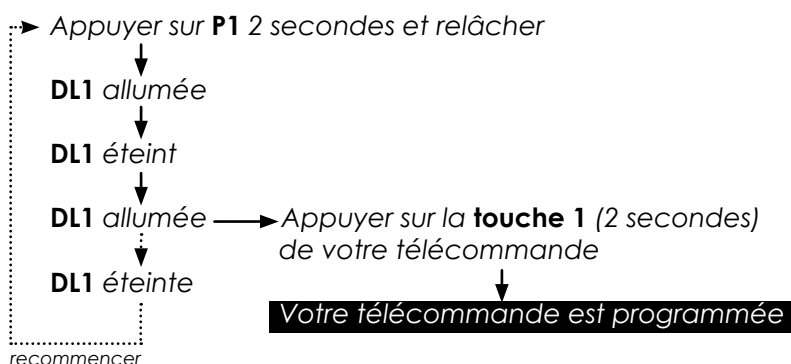 Appuyer sur P1 2 secondes et relâcher
DL1 allumée
DL1 éteint
DL1 allumée
Appuyer sur la touche 1 (2 secondes)
de votre télécommande
DL1 éteinte
Votre télécommande est programmée
recommencer